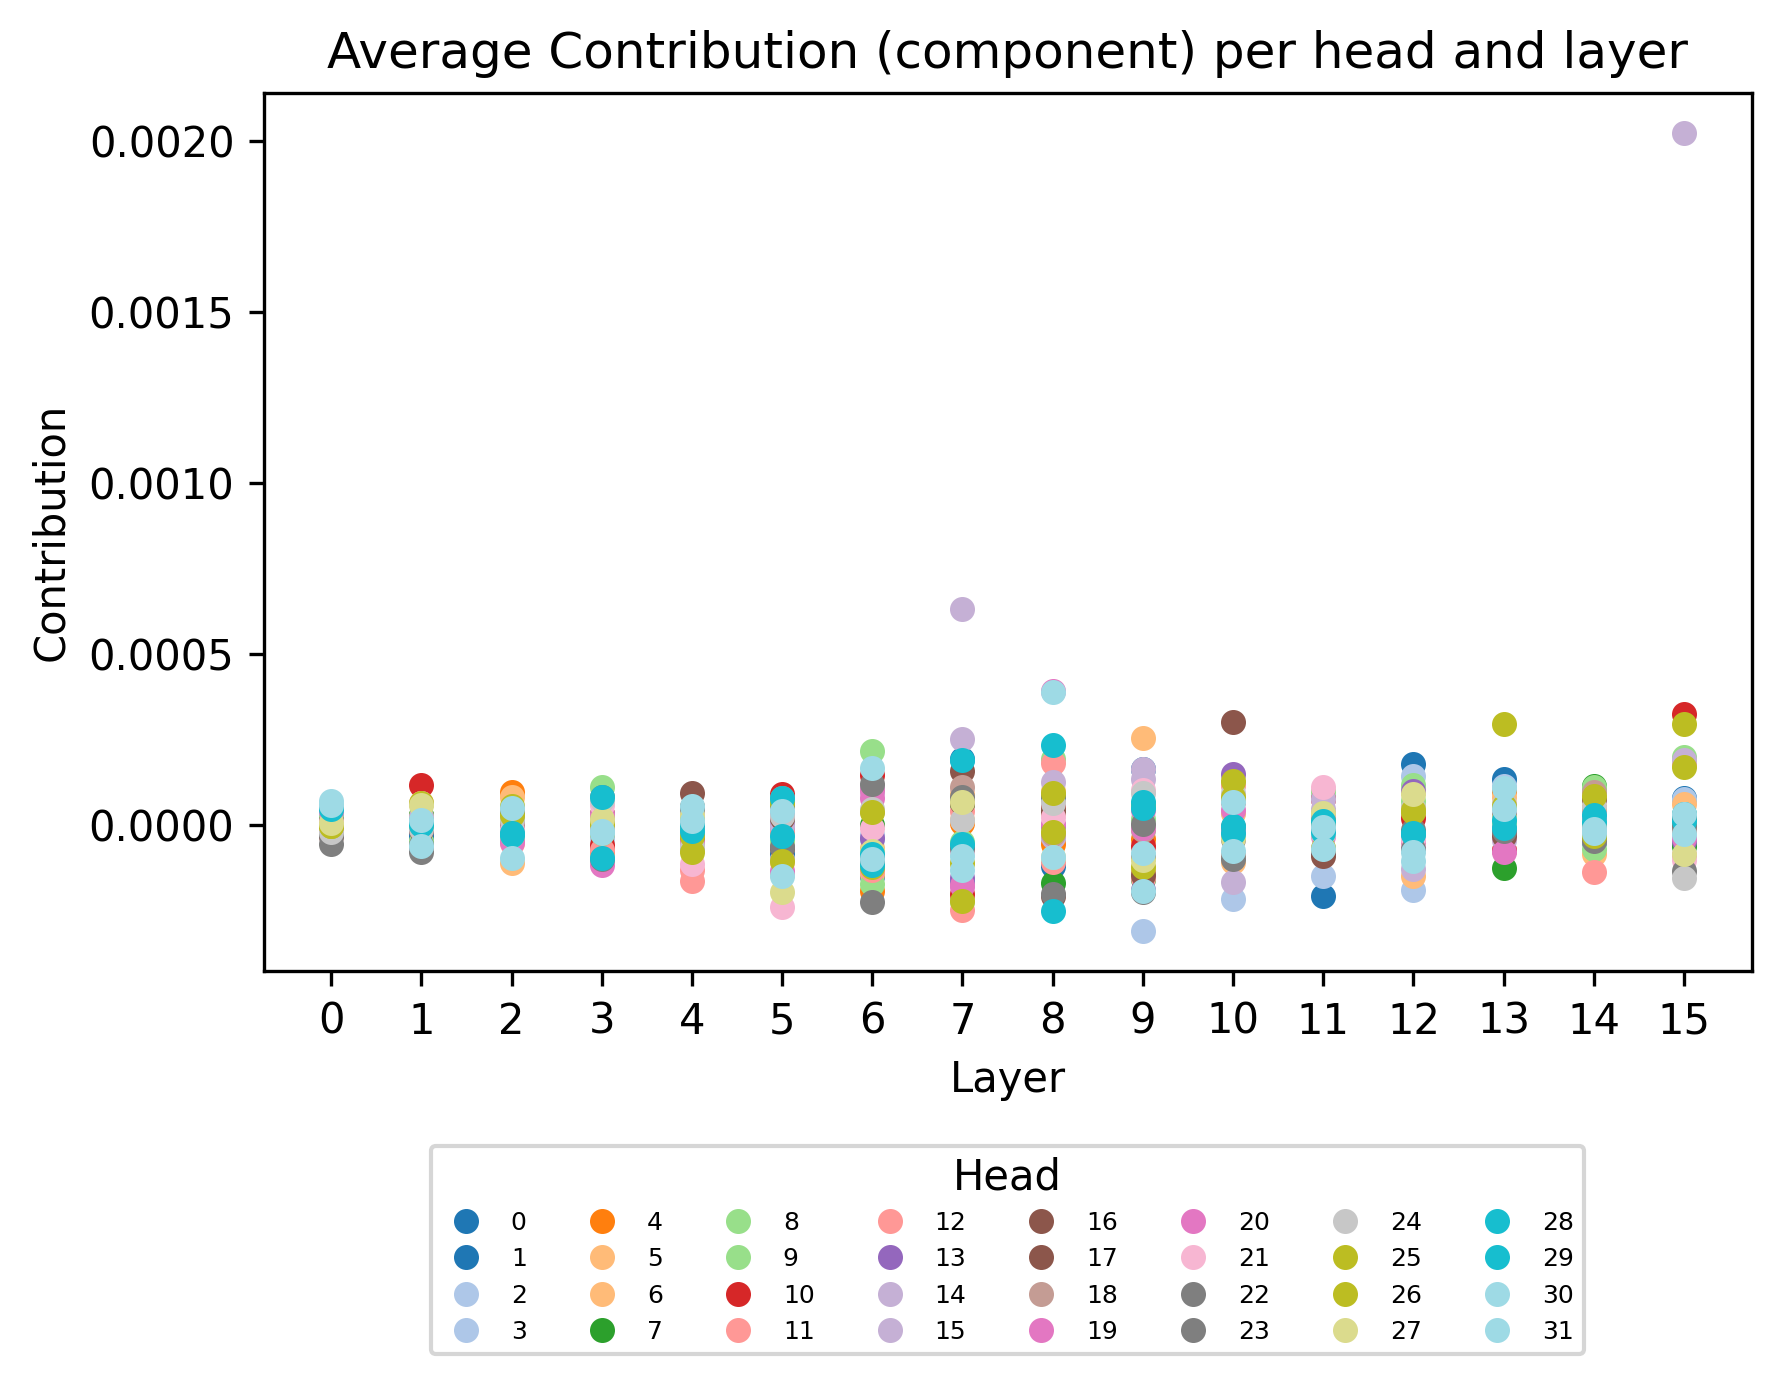 Average Contribution (component) per head and layer
0.0020
0.0015
0.0010
0.0005
0.0000
Contribution
0 1 2 3 4 5 6 7 8 9 10 11 12 13 14 15
Layer
Head
0 4 8 12 16 20 24 28
1 5 9 13 17 21 25 29
2 6 10 14 18 22 26 30
3 7 11 15 19 23 27 31